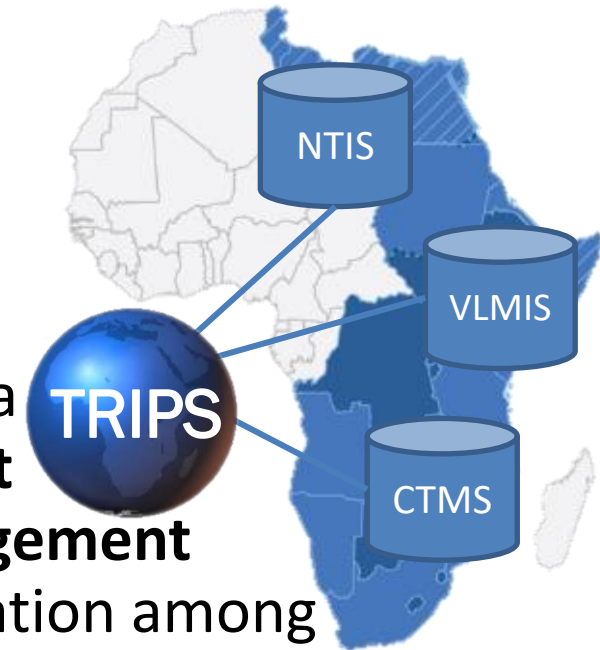 NTIS
VLMIS
TRIPS
a
t
CTMS
gement
ation among